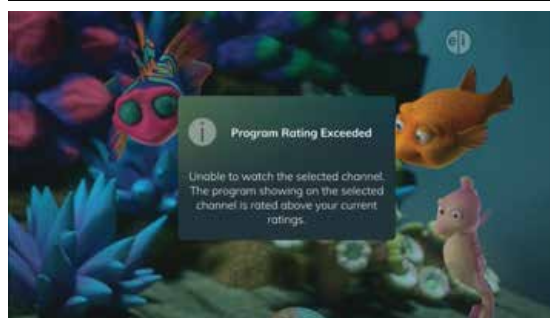 Program Rating Exceeded
Unable to watch the selected channel.
The program showing on the selected
channel is rated above your current
ratings.